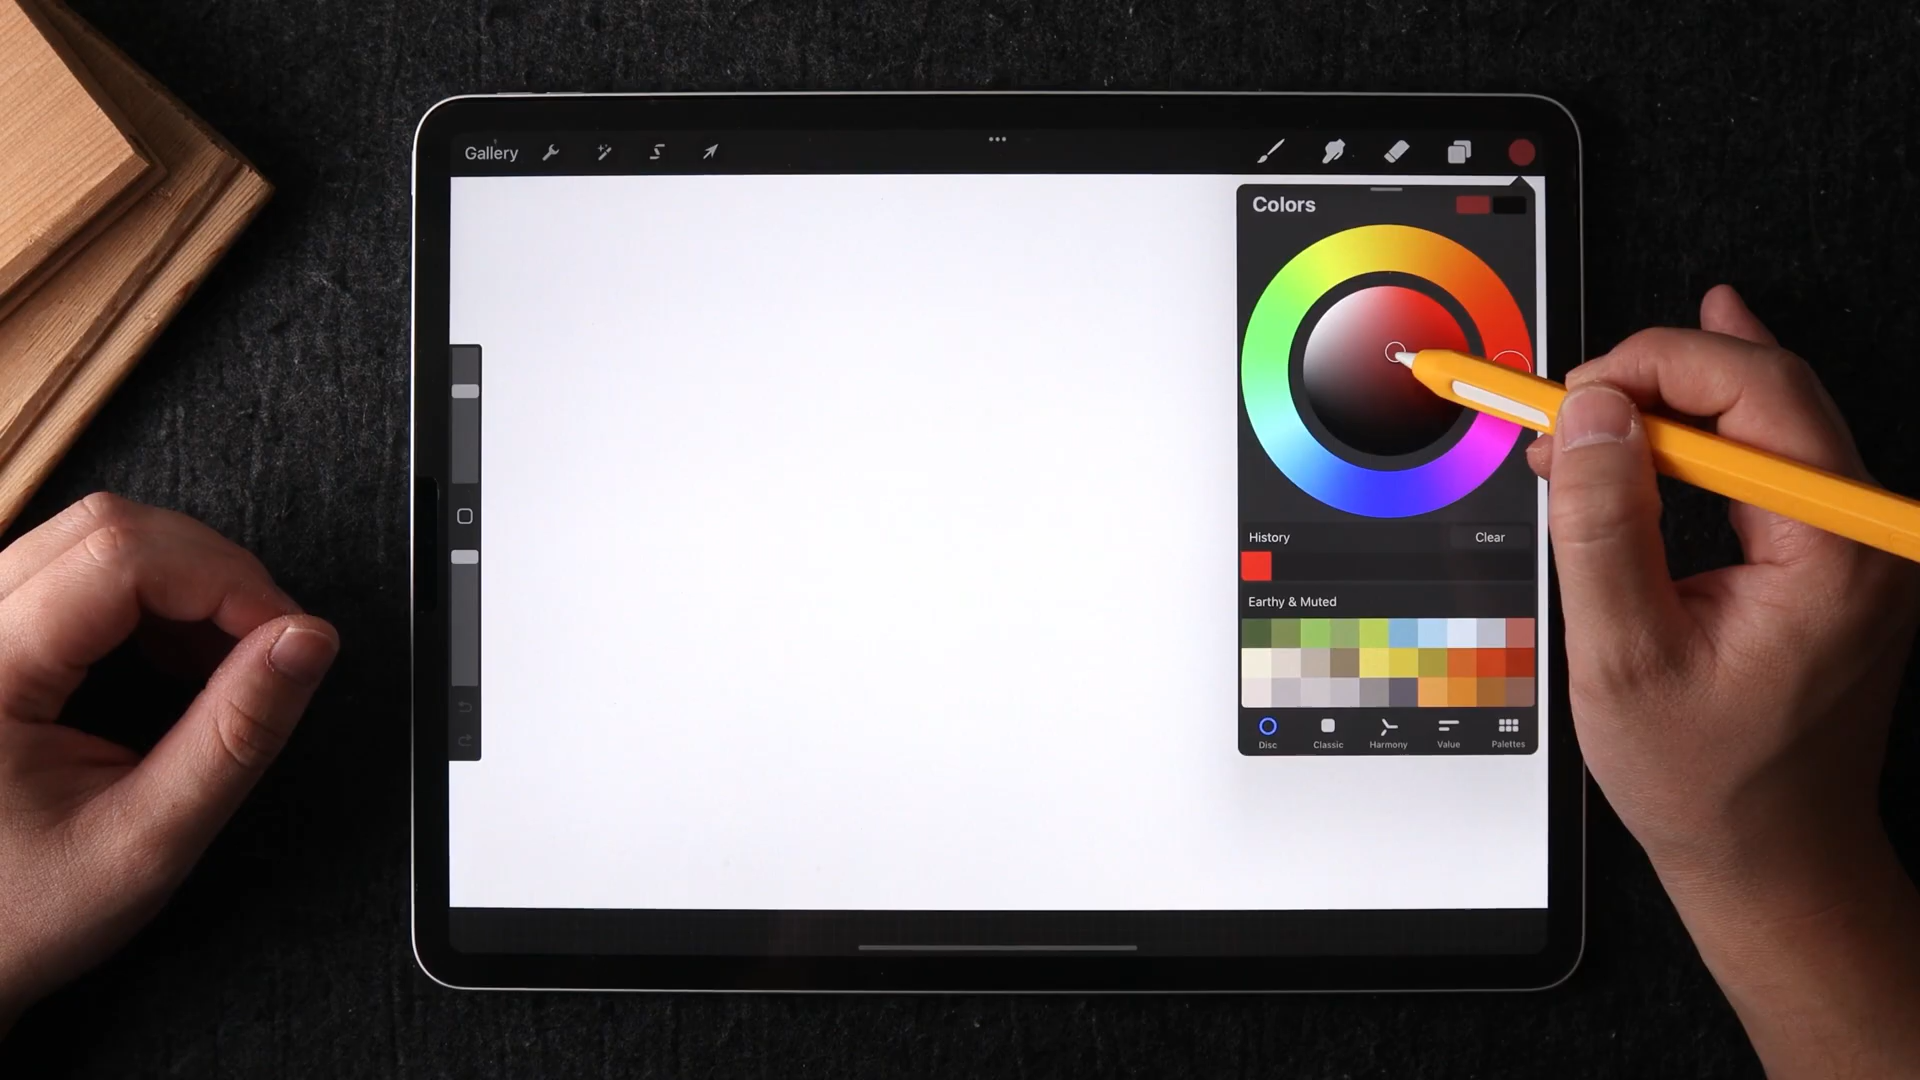 Gallery
Colors
History
Clear
Earthy & Muted
Disc
Classic
Harmony
Value
Palettes